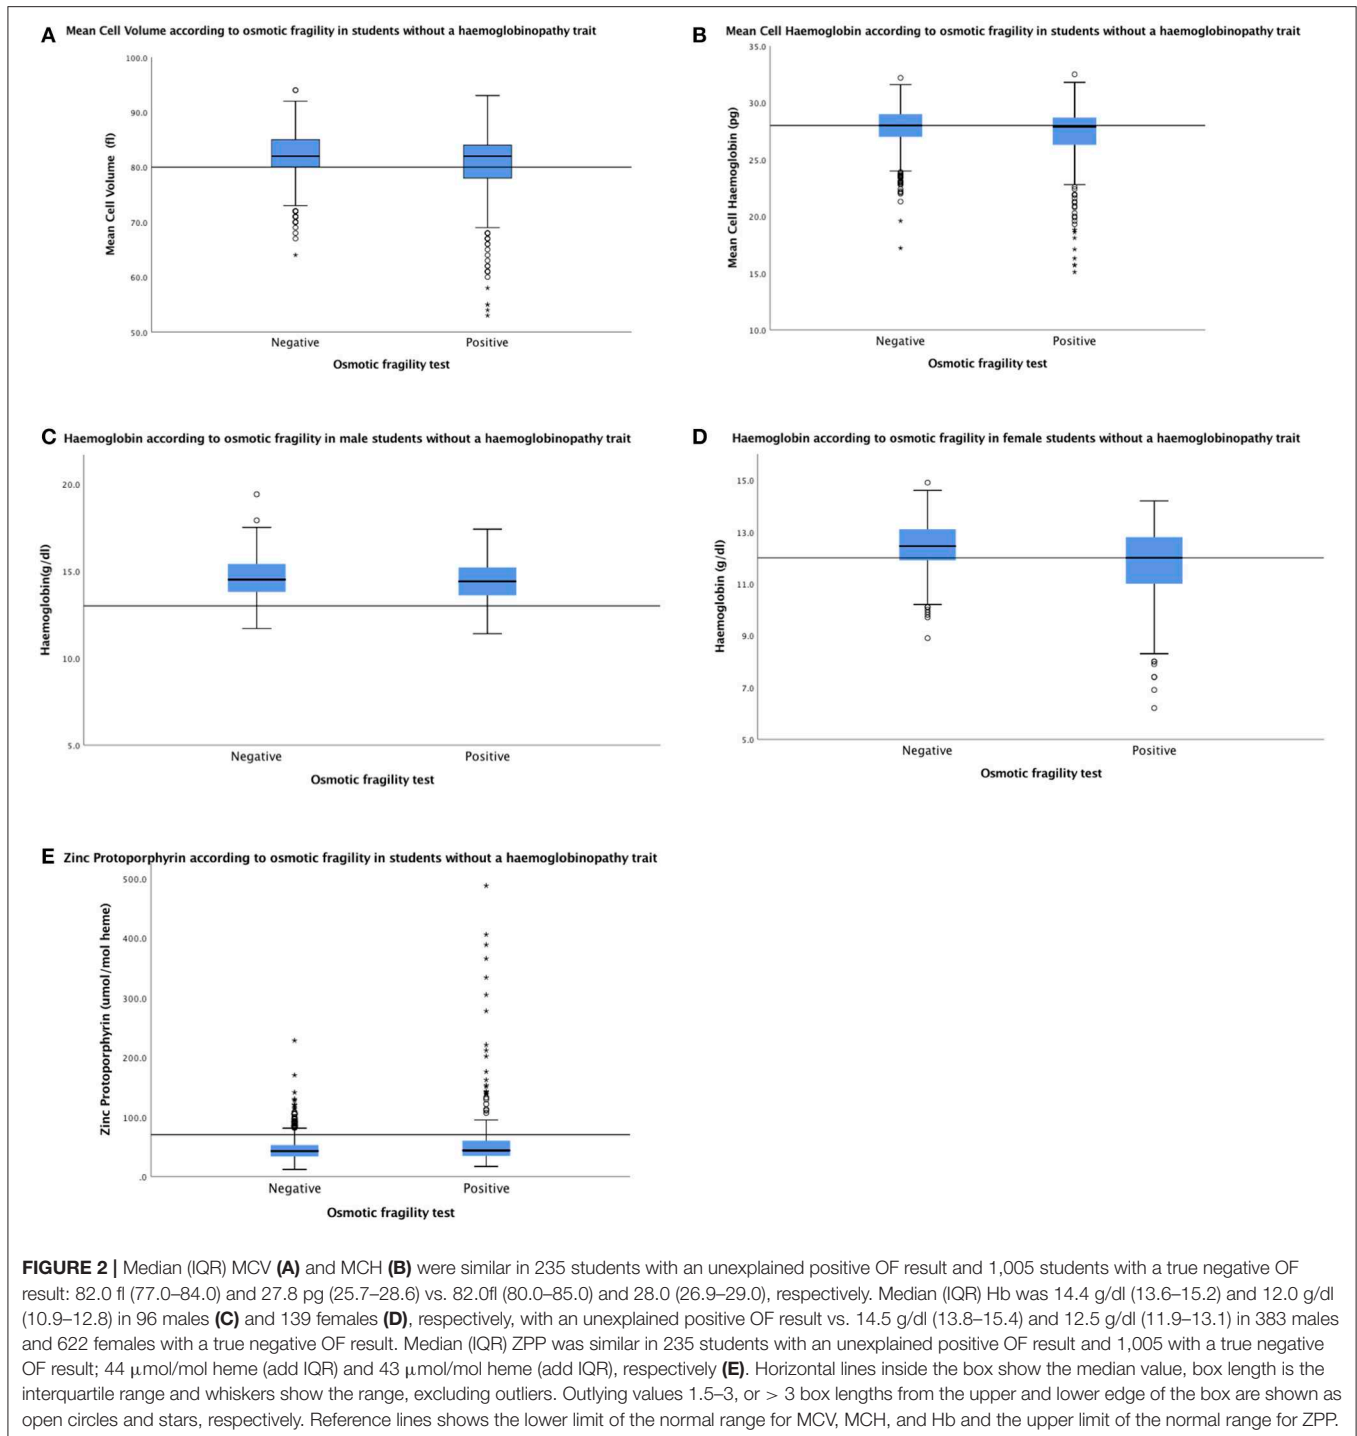 A Mean Cell Volume according to osmotic fragility in students without a haemoglobinopathy trait
100.0
90.0
80.0
70.0
60.0
50.0
Mean Cell Volume (fl)
Negative Positive
Osmotic fragility test
B Mean Cell Haemoglobin according to osmotic fragility in students without a haemoglobinopathy trait
35.0
30.0
25.0
20.0
15.0
10.0
Mean Cell Haemoglobin (pg)
Negative Positive
Osmotic fragility test
C Haemoglobin according to osmotic fragility in male students without a haemoglobinopathy trait
20.0
15.0
10.0
5.0
Haemoglobin(g/dl)
Negative Positive
Osmotic fragility test
D Haemoglobin according to osmotic fragility in female students without a haemoglobinopathy trait
15.0
13.0
11.0
9.0
7.0
5.0
Haemoglobin (g/dl)
Negative Positive
Osmotic fragility test
E Zinc Protoporphyrin according to osmotic fragility in students without a haemoglobinopathy trait
500.0
400.0
300.0
200.0
100.0
.0
Zinc Protoporphyrin (umol/mol heme)
Negative Positive
Osmotic fragility test
FIGURE 2 | Median (IQR) MCV (A) and MCH (B) were similar in 235 students with an unexplained positive OF result and 1,005 students with a true negative OF
result: 82.0 fl (77.0–84.0) and 27.8 pg (25.7–28.6) vs. 82.0fl (80.0–85.0) and 28.0 (26.9–29.0), respectively. Median (IQR) Hb was 14.4 g/dl (13.6–15.2) and 12.0 g/dl
(10.9–12.8) in 96 males (C) and 139 females (D), respectively, with an unexplained positive OF result vs. 14.5 g/dl (13.8–15.4) and 12.5 g/dl (11.9–13.1) in 383 males
and 622 females with a true negative OF result. Median (IQR) ZPP was similar in 235 students with an unexplained positive OF result and 1,005 with a true negative
OF result; 44 μmol/mol heme (add IQR) and 43 μmol/mol heme (add IQR), respectively (E). Horizontal lines inside the box show the median value, box length is the
interquartile range and whiskers show the range, excluding outliers. Outlying values 1.5–3, or > 3 box lengths from the upper and lower edge of the box are shown as
open circles and stars, respectively. Reference lines shows the lower limit of the normal range for MCV, MCH, and Hb and the upper limit of the normal range for ZPP.